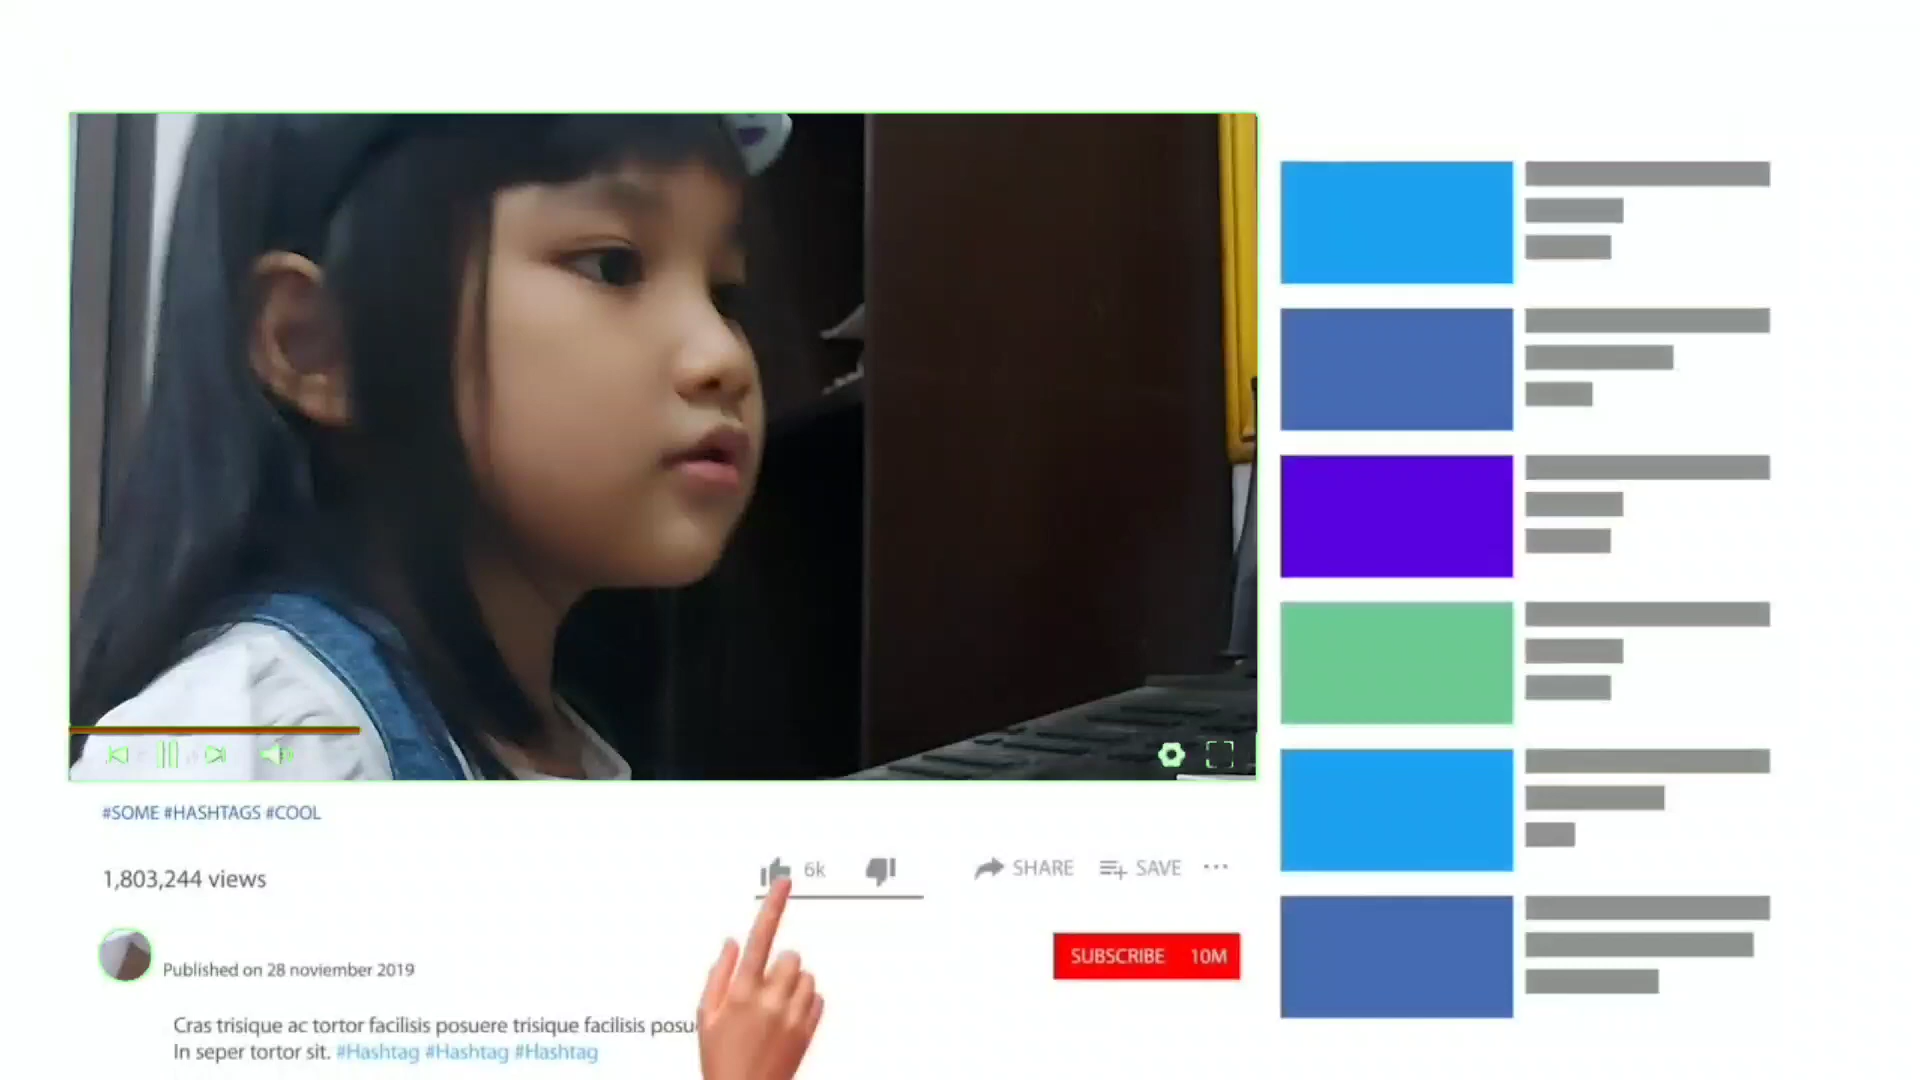 #SOME #HASHTAGS #COOL
1,803,244 views
6k
SHARE
SAVE
SUBSCRIBE 10M
Published on 28 noviember 2019
Cras trisique ac tortor facilisis posuere trisique facilisis
In seper tortor sit. #Hashtag #Hashtag #Hashtag